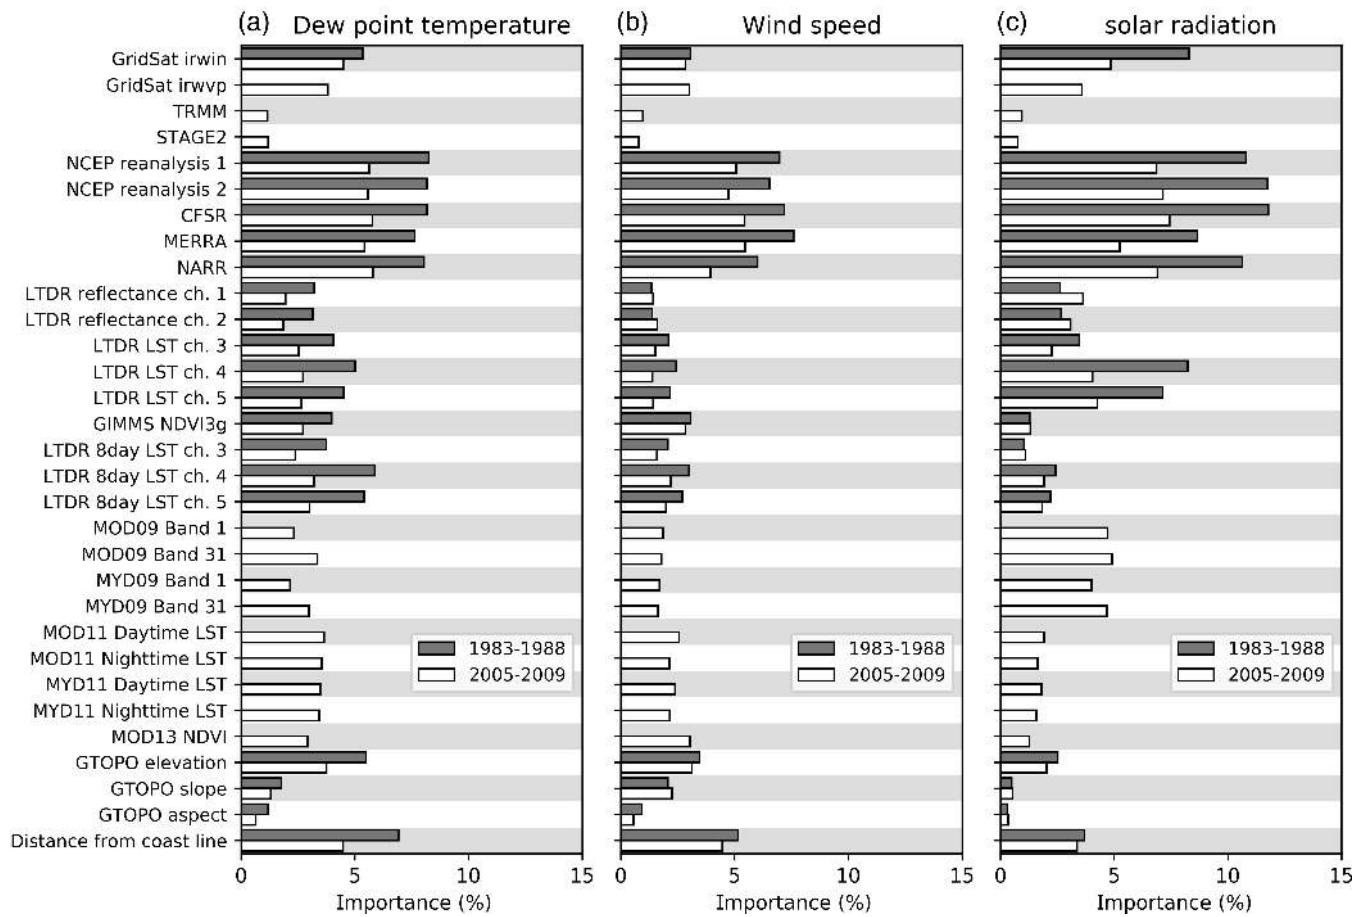 (a) Dew point temperature
(b) Wind speed
(c) solar radiation
GridSat irwin
GridSat irwvp
TRMM
STAGE2
NCEP reanalysis 1
NCEP reanalysis 2
CFSR
MERRA
NARR
LTDR reflectance ch. 1
LTDR reflectance ch. 2
LTDR LST ch. 3
LTDR LST ch. 4
LTDR LST ch. 5
GIMMS NDVI3g
LTDR 8day LST ch. 3
LTDR 8day LST ch. 4
LTDR 8day LST ch. 5
MOD09 Band 1
MOD09 Band 31
MYD09 Band 1
MYD09 Band 31
MOD11 Daytime LST
MOD11 Nighttime LST
MYD11 Daytime LST
MYD11 Nighttime LST
MOD13 NDVI
GTOPO elevation
GTOPO slope
GTOPO aspect
Distance from coast line
1983-1988
2005-2009
1983-1988
2005-2009
1983-1988
2005-2009
0 5 10 15
0 5 10 15
0 5 10 15
Importance (%)
Importance (%)
Importance (%)